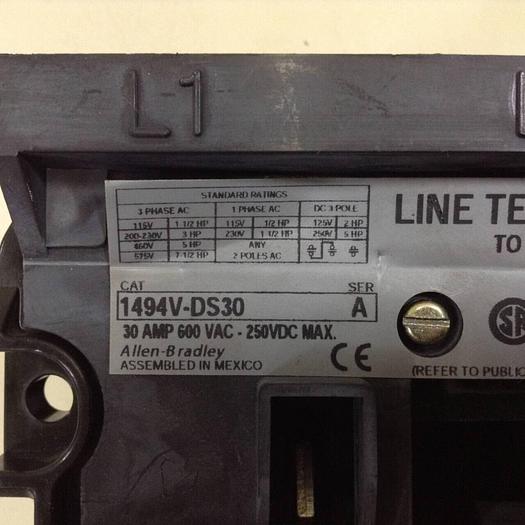 L1
STANDARD RATINGS
3 PHASE AC 1 PHASE AC DC 3 POLE
115V 1 1/2 HP 115V 1/2 HP 125V 2 HP
200-230V 3 HP 230V 1 1/2 HP 250V 5 HP
460V 5 HP ANY
575V 7 1/2 HP 2 POLES AC
LINE TE
TO
CAT SER
1494V-DS30 A
30 AMP 600 VAC - 250VDC MAX.
Allen-Bradley
CE
ASSEMBLED IN MEXICO
(REFER TO PUBLIC